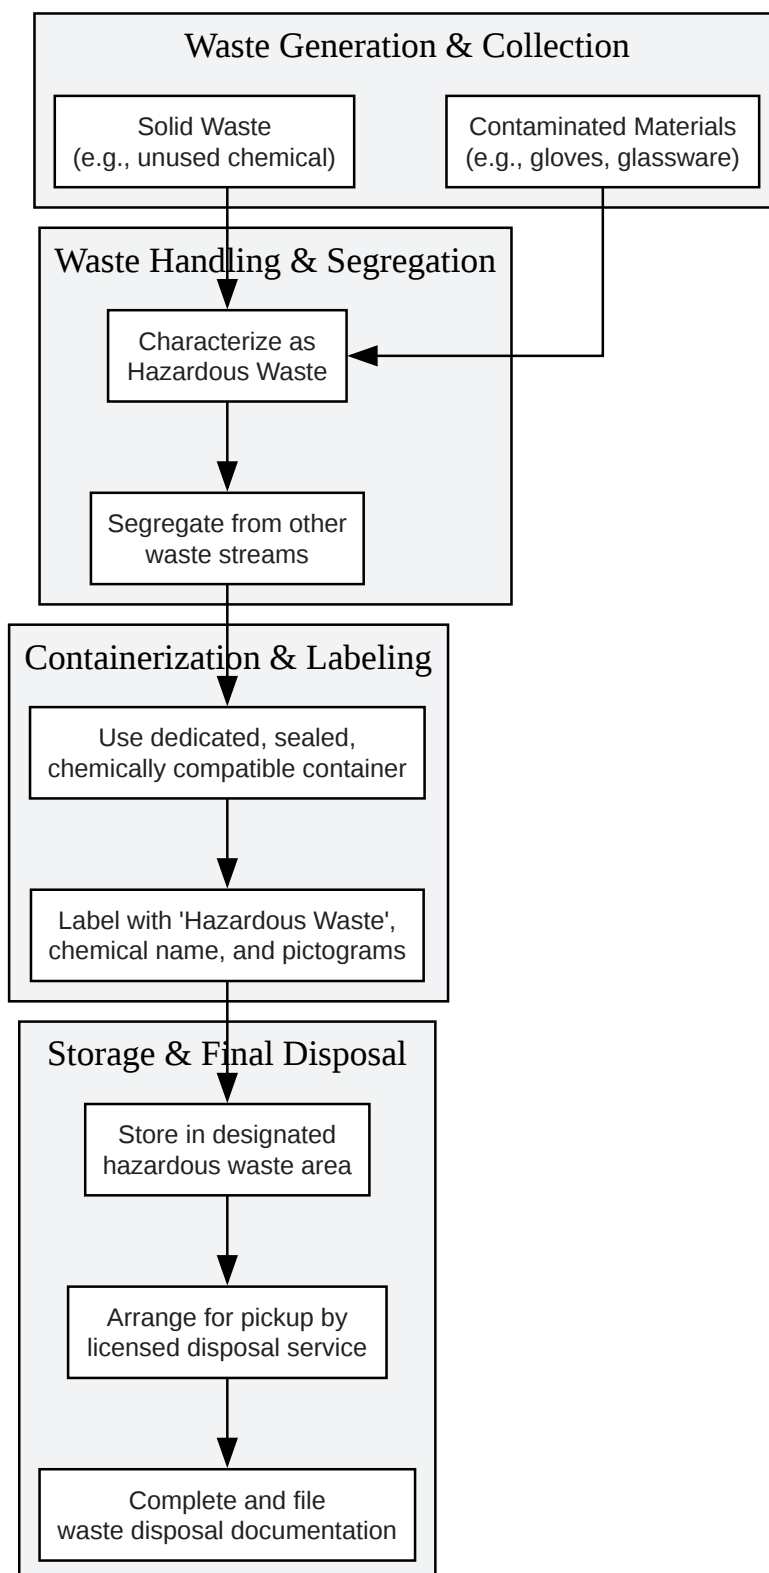 Waste Generation & Collection
Solid Waste
(e.g., unused chemical)
Contaminated Materials
(e.g., gloves, glassware)
Waste Handling & Segregation
Characterize as
Hazardous Waste
Segregate from other
waste streams
Containerization & Labeling
Use dedicated, sealed,
chemically compatible container
Label with 'Hazardous Waste',
chemical name, and pictograms
Storage & Final Disposal
Store in designated
hazardous waste area
Arrange for pickup by
licensed disposal service
Complete and file
waste disposal documentation